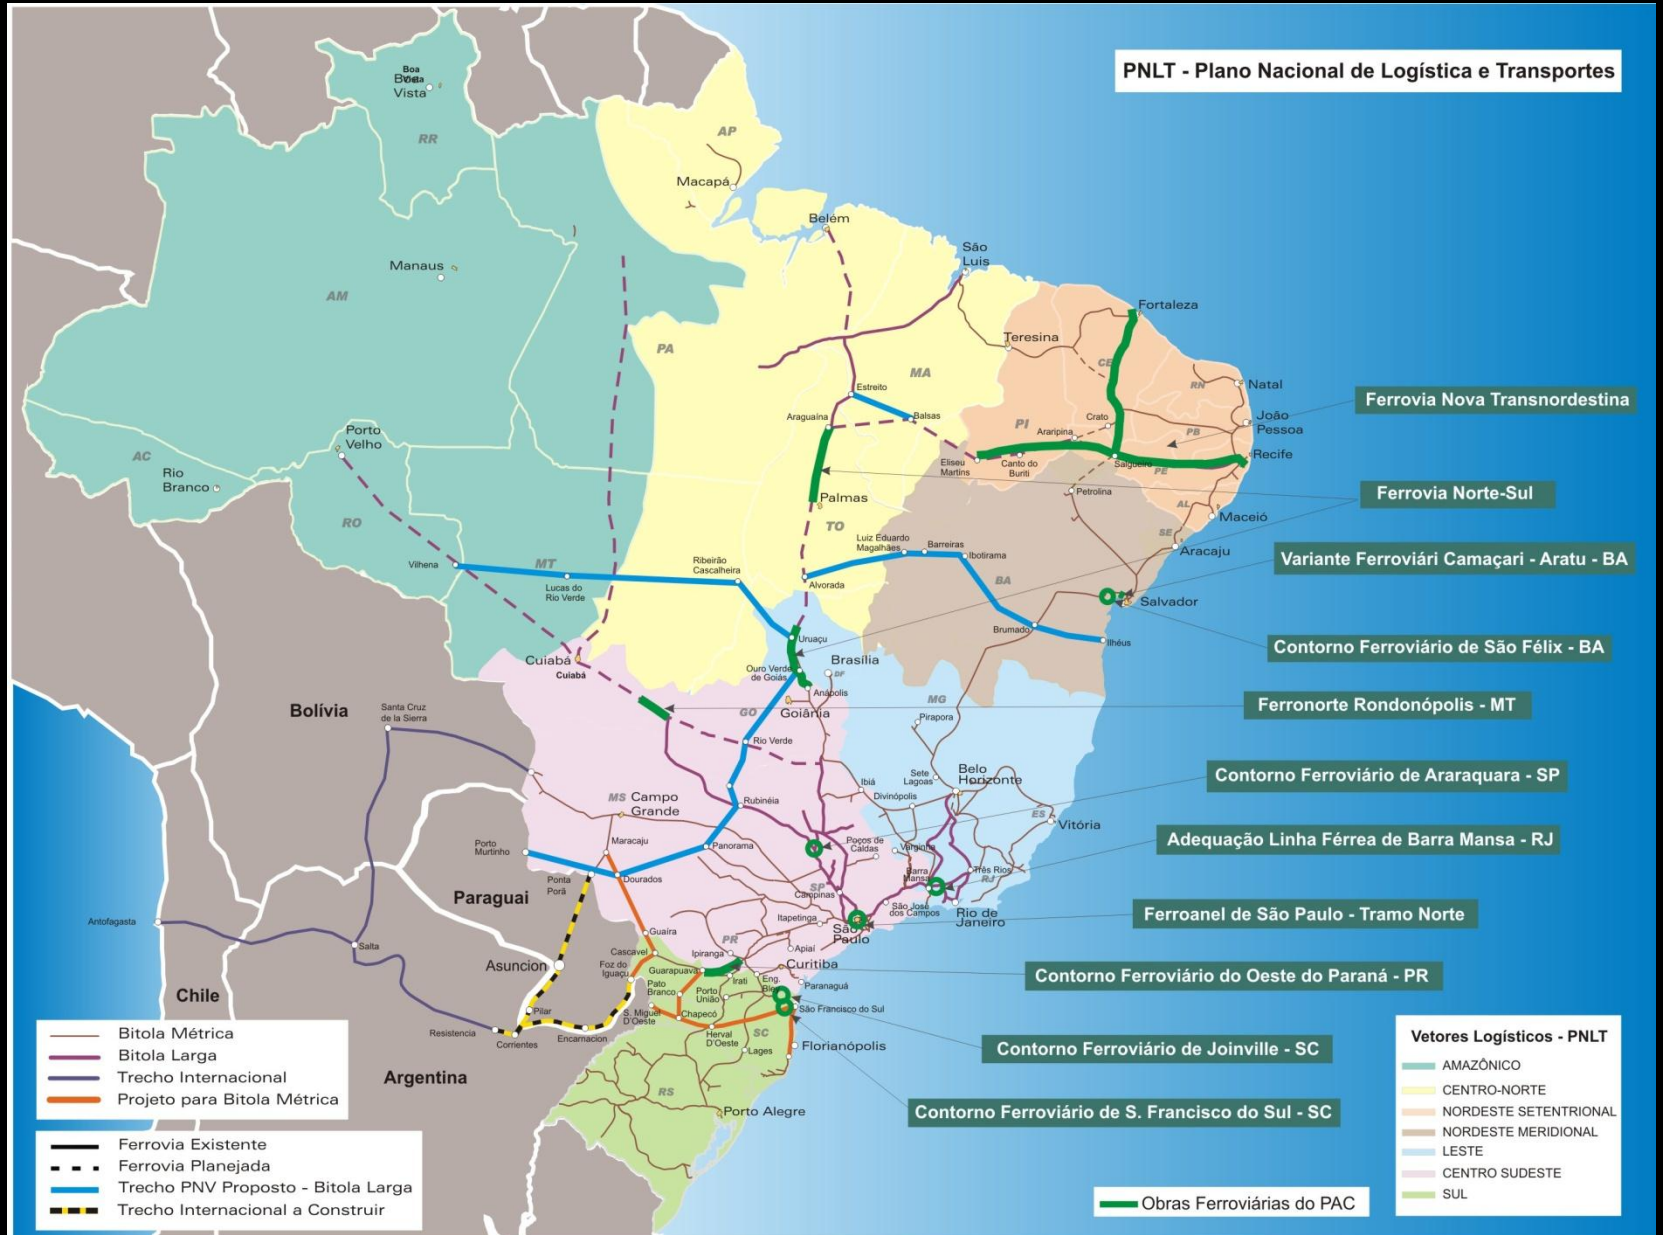 PNLT - Plano Nacional de Logística e Transportes
Boa
Vista
Boa
Vista
RR
AP
Macapá
Belém
São
Luis
Manaus
AM
PA
Fortaleza
Teresina
CE
MA
RN
Natal
Estreito
Ferrovia Nova Transnordestina
Araguaína
Balsas
PI
Crato
João
Pessoa
Araripina
PB
Porto
Velho
Eliseu
Martins
Canto do
Buriti
Salgueiro
PE
Recife
AC
Rio
Branco
Petrolina
Ferrovia Norte-Sul
Palmas
AL
Maceió
RO
TO
SE
Luiz Eduardo
Magalhães
Barreiras
Ibotirama
Aracaju
Variante Ferroviári Camaçari - Aratu - BA
Vilhena
MT
Ribeirão
Cascalheira
Lucas do
Rio Verde
Alvorada
BA
Salvador
Brumado
Ilhéus
Uruaçu
Contorno Ferroviário de São Félix - BA
Cuiabá
Cuiabá
Ouro Verde
de Goiás
Brasília
DF
Anápolis
Bolívia
Santa Cruz
de la Sierra
GO
Goiânia
MG
Pirapora
Ferronorte Rondonópolis - MT
Rio Verde
Sete
Lagoas
Belo
Horizonte
Contorno Ferroviário de Araraquara - SP
Ibiá
Divinópolis
MS
Campo
Grande
Rubinéia
ES
Vitória
Maracaju
Porto
Murtinho
Panorama
Poços de
Caldas
Varginha
Adequação Linha Férrea de Barra Mansa - RJ
Barra
Mansa
Três Rios
RJ
Ponta
Porã
Dourados
SP
Campinas
Paraguai
São José
dos Campos
Rio de
Janeiro
Ferroanel de São Paulo - Tramo Norte
Antofagasta
Itapetinga
São
Paulo
Guaíra
Salta
PR
Apiaí
Cascavel
Ipiranga
Asuncion
Foz do
Iguaçu
Guarapuava
Curitiba
Contorno Ferroviário do Oeste do Paraná - PR
Irati
Eng.
Bley
Paranaguá
Pato
Branco
Porto
União
Chile
Pilar
S. Miguel
D'Oeste
Chapecó
São Francisco do Sul
Resistencia
Corrientes
Encarnacion
Herval
D'Oeste
SC
Lages
Florianópolis
Contorno Ferroviário de Joinville - SC
Argentina
RS
Porto Alegre
Contorno Ferroviário de S. Francisco do Sul - SC
Bitola Métrica
Bitola Larga
Trecho Internacional
Projeto para Bitola Métrica
Ferrovia Existente
Ferrovia Planejada
Trecho PNV Proposto - Bitola Larga
Trecho Internacional a Construir
Obras Ferroviárias do PAC
Vetores Logísticos - PNLT
AMAZÔNICO
CENTRO-NORTE
NORDESTE SETENTRIONAL
NORDESTE MERIDIONAL
LESTE
CENTRO SUDESTE
SUL